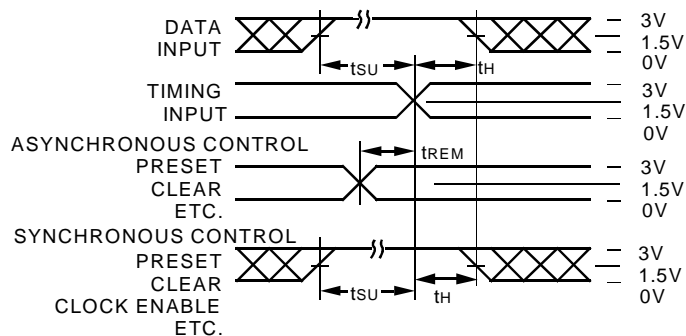 DATA
INPUT
tSU
tH
3V
1.5V
0V
TIMING
INPUT
3V
1.5V
0V
ASYNCHRONOUS CONTROL
PRESET
CLEAR
ETC.
tREM
3V
1.5V
0V
SYNCHRONOUS CONTROL
PRESET
CLEAR
CLOCK ENABLE
ETC.
tSU
tH
3V
1.5V
0V